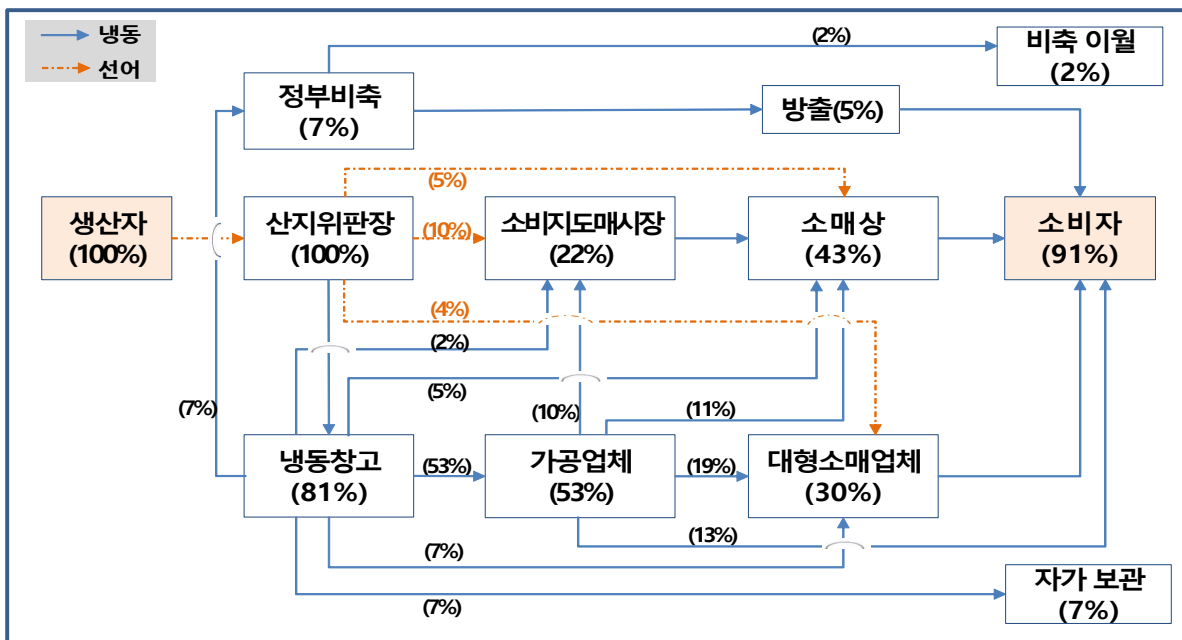 냉동
선어
(2%)
비축 이월
(2%)
정부비축
(7%)
방출(5%)
(5%)
생산자
(100%)
산지위판장
(100%)
(10%)
소비지도매시장
(22%)
소매상
(43%)
소비자
(91%)
(4%)
(2%)
(5%)
(7%)
(10%)
(11%)
냉동창고
(81%)
(53%)
가공업체
(53%)
(19%)
대형소매업체
(30%)
(13%)
(7%)
(7%)
자가 보관
(7%)